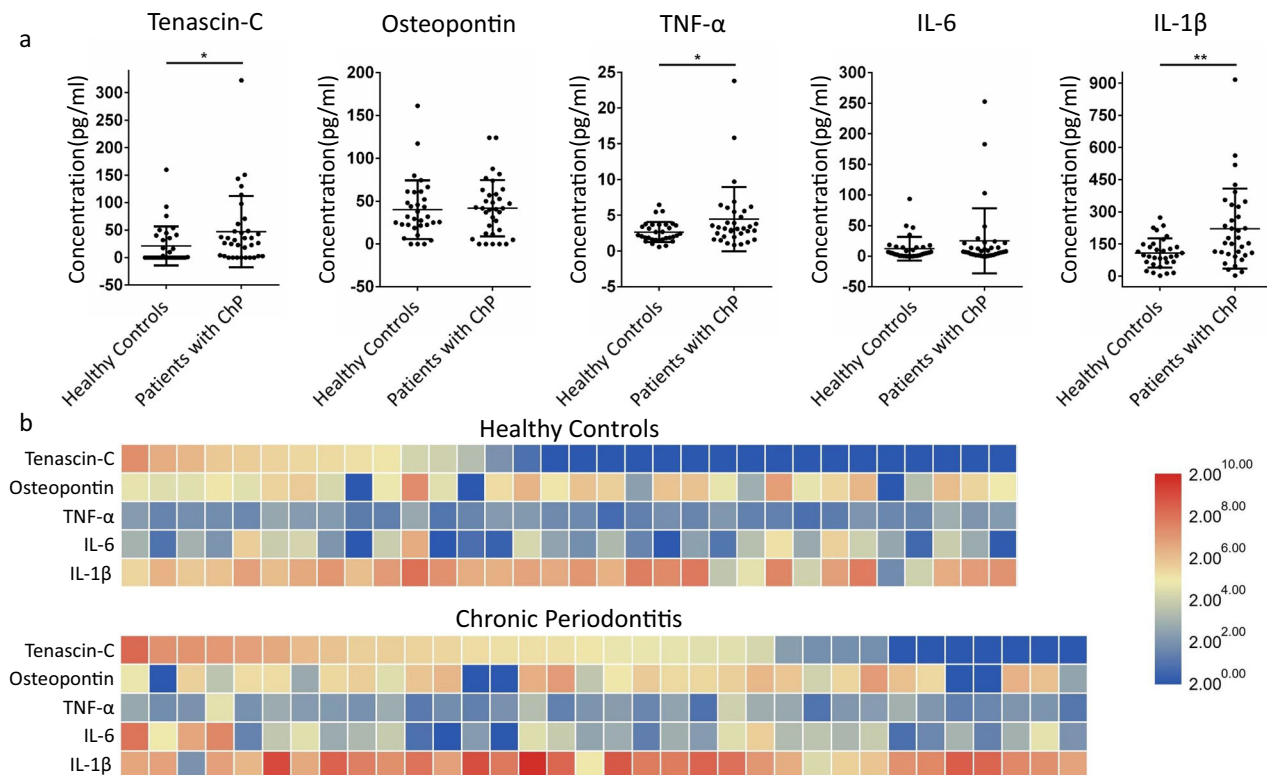 a
Tenascin-C
Osteopontin
TNF-α
IL-6
IL-1β
Concentration(pg/ml)
300
250
200
150
100
50
0
-50
*
Healthy Controls
Patients with ChP
Concentration(pg/ml)
200
150
100
50
0
-50
Healthy Controls
Patients with ChP
Concentration(pg/ml)
25
20
15
10
5
0
-5
*
Healthy Controls
Patients with ChP
Concentration(pg/ml)
300
250
200
150
100
50
0
-50
Healthy Controls
Patients with ChP
Concentration(pg/ml)
900
750
600
450
300
150
0
**
Healthy Controls
Patients with ChP
b
Healthy Controls
Tenascin-C
Osteopontin
TNF-α
IL-6
IL-1β
Chronic Periodontitis
Tenascin-C
Osteopontin
TNF-α
IL-6
IL-1β
2.00 10.00
2.00 8.00
2.00 6.00
2.00 4.00
2.00 2.00
2.00 0.00